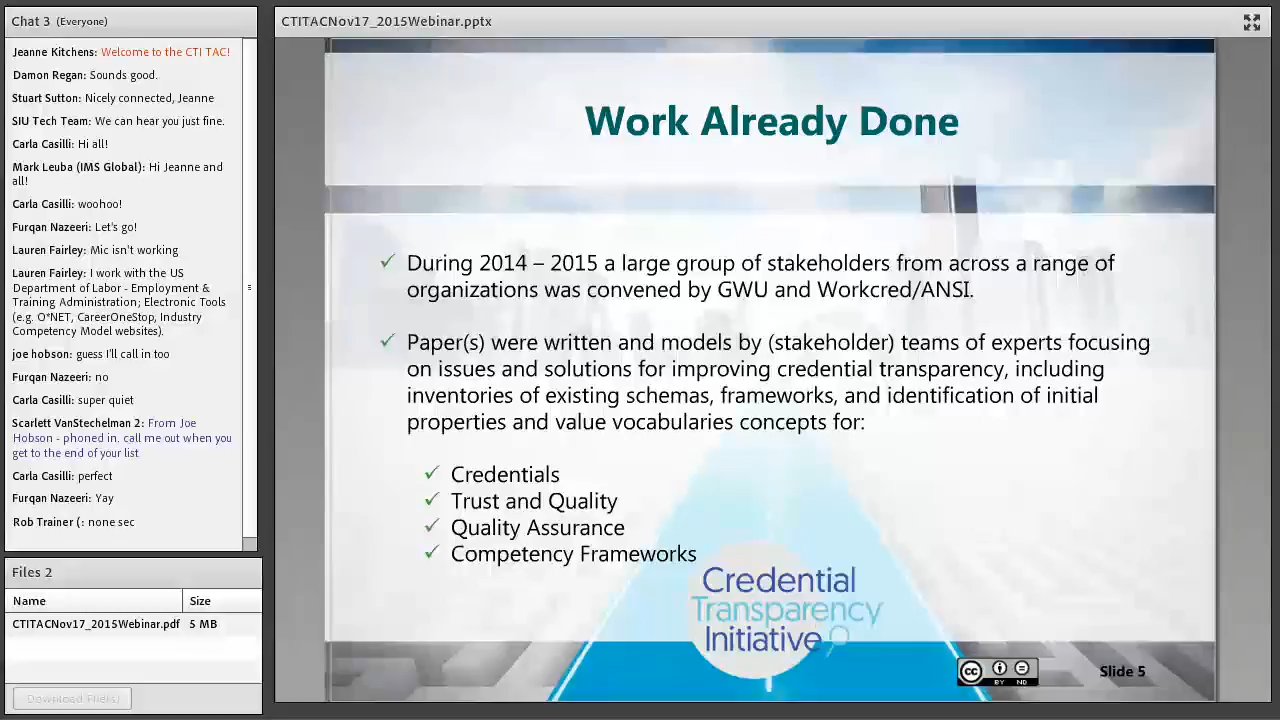 Chat 3 (Everyone)
Jeanne Kitchens: Welcome to the CTI TAC!
Damon Regan: Sounds good.
Stuart Sutton: Nicely connected, Jeanne
SIU Tech Team: We can hear you just fine.
Carla Casilli: Hi all!
Mark Leuba (IMS Global): Hi Jeanne and
all!
Carla Casilli: woohoo!
Furqan Nazeeri: Let's go!
Lauren Fairley: Mic isn't working
Lauren Fairley: I work with the US
Department of Labor - Employment &
Training Administration; Electronic Tools
(e.g. O*NET, CareerOneStop, Industry
Competency Model websites).
joe hobson: guess I'll call in too
Furqan Nazeeri: no
Carla Casilli: super quiet
Scarlett VanStechelman 2: From Joe
Hobson - phoned in. call me out when you
get to the end of your list
Carla Casilli: perfect
Furqan Nazeeri: Yay
Rob Trainer (: none sec
Files 2
Name Size
CTITACNov17_2015Webinar.pdf 5 MB
Download File(s)
CTITACNov17_2015Webinar.pptx
Work Already Done
During 2014 – 2015 a large group of stakeholders from across a range of
organizations was convened by GWU and Workcred/ANSI.
Paper(s) were written and models by (stakeholder) teams of experts focusing
on issues and solutions for improving credential transparency, including
inventories of existing schemas, frameworks, and identification of initial
properties and value vocabularies concepts for:
Credentials
Trust and Quality
Quality Assurance
Competency Frameworks
Credential
Transparency
Initiative
cc BY ND
Slide 5